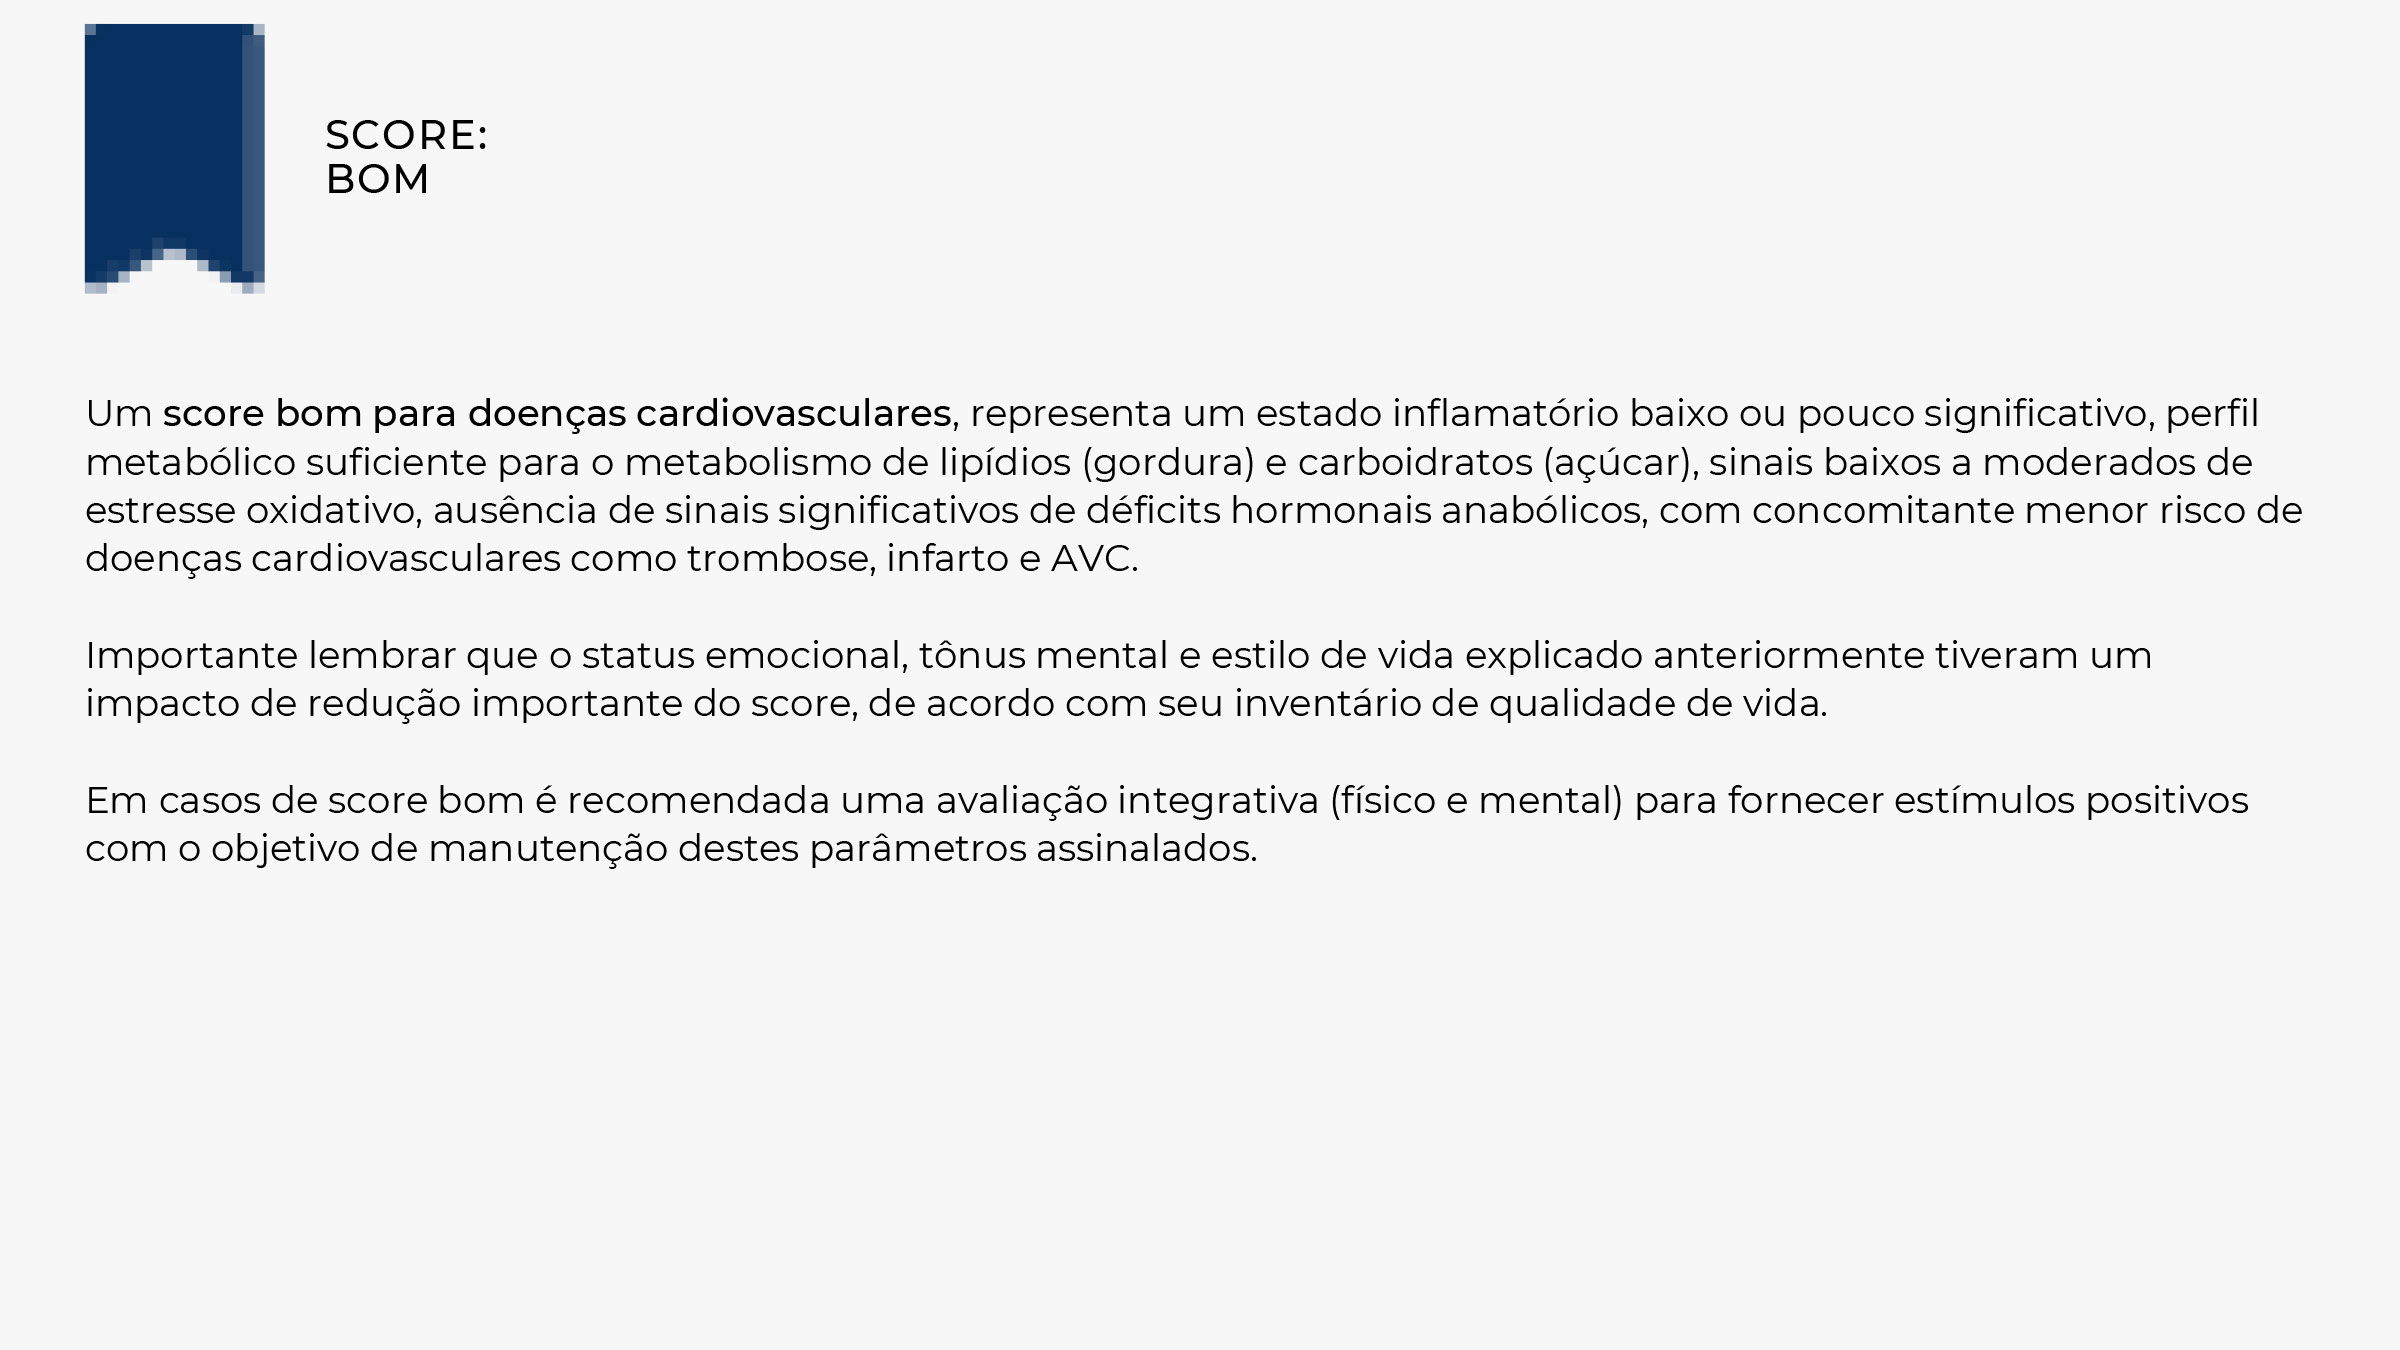 SCORE:
BOM
Um score bom para doenças cardiovasculares, representa um estado inflamatório baixo ou pouco significativo, perfil
metabólico suficiente para o metabolismo de lipídios (gordura) e carboidratos (açúcar), sinais baixos a moderados de
estresse oxidativo, ausência de sinais significativos de déficits hormonais anabólicos, com concomitante menor risco de
doenças cardiovasculares como trombose, infarto e AVC.
Importante lembrar que o status emocional, tônus mental e estilo de vida explicado anteriormente tiveram um
impacto de redução importante do score, de acordo com seu inventário de qualidade de vida.
Em casos de score bom é recomendada uma avaliação integrativa (físico e mental) para fornecer estímulos positivos
com o objetivo de manutenção destes parâmetros assinalados.